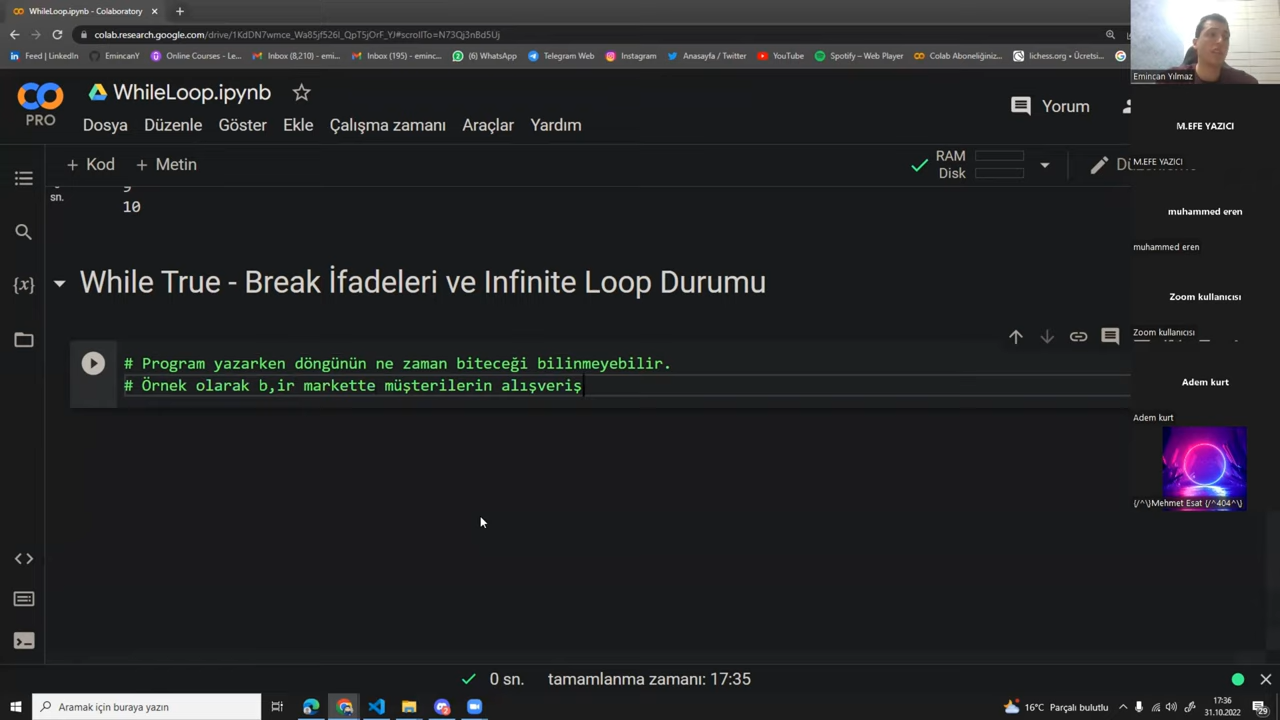 WhileLoop.ipynb - Colaboratory
colab.research.google.com/drive/1KdDN7wmce_Wa85jf526l_QpT5jOrF_YJ#scrollTo=N73Qj3nBd5Uj
Feed | LinkedIn
EmincanY
Online Courses - Le...
Inbox (8,210) - emi...
Inbox (195) - eminc...
(6) WhatsApp
Telegram Web
Instagram
Anasayfa / Twitter
YouTube
Spotify – Web Player
Colab Aboneliğiniz...
lichess.org • Ücretsi...
Emincan Yılmaz
PRO
WhileLoop.ipynb
Yorum
Dosya Düzenle Göster Ekle Çalışma zamanı Araçlar Yardım
M.EFE YAZICI
M.EFE YAZICI
+ Kod + Metin
RAM
Disk
sn.
9
10
muhammed eren
muhammed eren
While True - Break İfadeleri ve Infinite Loop Durumu
Zoom kullanıcısı
Zoom kullanıcısı
# Program yazarken döngünün ne zaman biteceği bilinmeyebilir.
# Örnek olarak b,ir markette müşterilerin alışveriş
Adem kurt
Adem kurt
{/^\}Mehmet Esat {/^404^\}
0 sn. tamamlanma zamanı: 17:35
Aramak için buraya yazın
16°C Parçalı bulutlu
17:36
31.10.2022
29